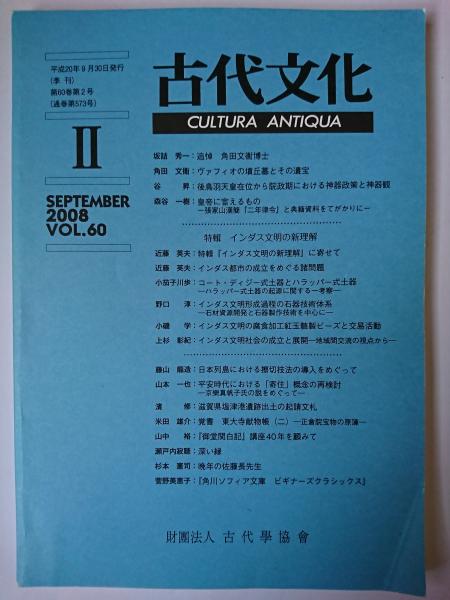 平成20年9月30日発行
(季刊)
第60巻第2号
(通巻第573号)
古代文化
CULTURA ANTIQUA
II
SEPTEMBER
2008
VOL.60
坂詰 秀一:追悼 角田文衞博士
角田 文衞:ヴァフィオの墳丘墓とその遺宝
谷 昇:後鳥羽天皇在位から院政期における神器政策と神器観
森谷 一樹:皇帝に奮えるもの
―張家山漢簡「二年律令」と典籍資料をてがかりに―
特輯 インダス文明の新理解
近藤 英夫:特輯『インダス文明の新理解』に寄せて
近藤 英夫:インダス都市の成立をめぐる諸問題
小茄子川歩:コート・ディジー式土器とハラッパー式土器
―ハラッパー式土器の起源に関する一考察―
野口 淳:インダス文明形成過程の石器技術体系
―石材資源開発と石器製作技術を中心に―
小磯 学:インダス文明の腐食加工紅玉髄製ビーズと交易活動
上杉 彰紀:インダス文明社会の成立と展開―地域間交流の視点から―
藤山 龍造:日本列島における擦切技法の導入をめぐって
山本 一也:平安時代における「寄住」概念の再検討
―京樂真帆子氏の説をめぐって―
濱 修:滋賀県塩津港遺跡出土の起請文札
米田 雄介:覚書 東大寺献物帳(二)―正倉院宝物の原簿―
山中 裕:『御堂関白記』講座40年を顧みて
瀬戸内寂聴:深い縁
杉本 憲司:晩年の佐藤長先生
菅野美恵子:『角川ソフィア文庫 ビギナーズクラシックス』
財團法人 古代學協會